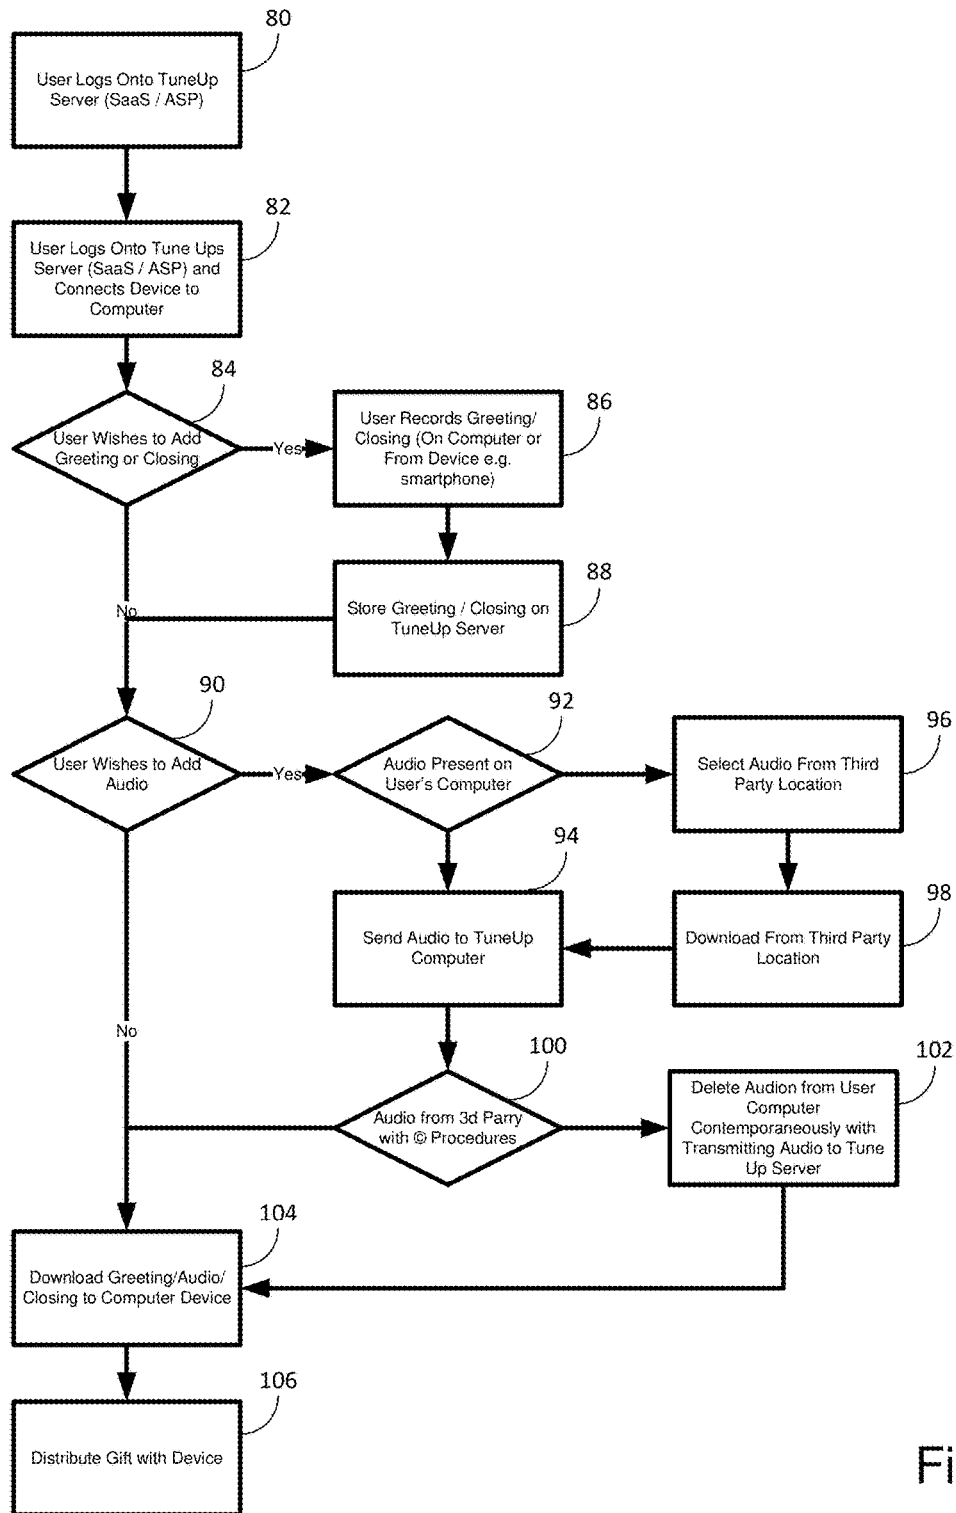 80
User Logs Onto TuneUp
Server (SaaS / ASP)
82
User Logs Onto Tune Ups
Server (SaaS / ASP) and
Connects Device to
Computer
84
User Wishes to Add
Greeting or Closing
Yes
86
User Records Greeting/
Closing (On Computer or
From Device e.g.
smartphone)
88
Store Greeting / Closing on
TuneUp Server
No
90
User Wishes to Add
Audio
Yes
92
Audio Present on
User's Computer
96
Select Audio From Third
Party Location
94
Send Audio to TuneUp
Computer
98
Download From Third Party
Location
No
100
Audio from 3d Parry
with © Procedures
102
Delete Audion from User
Computer
Contemporaneously with
Transmitting Audio to Tune
Up Server
104
Download Greeting/Audio/
Closing to Computer Device
106
Distribute Gift with Device
Fi